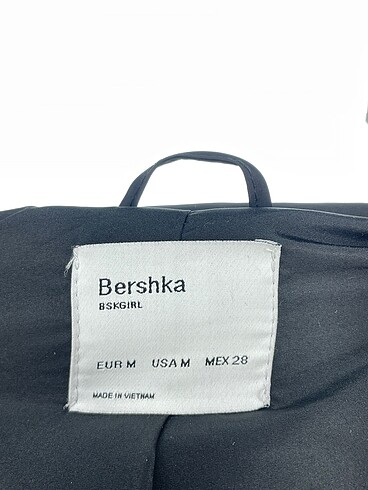 Bershka
BSKGIRL
EUR M USA M MEX 28
MADE IN VIETNAM